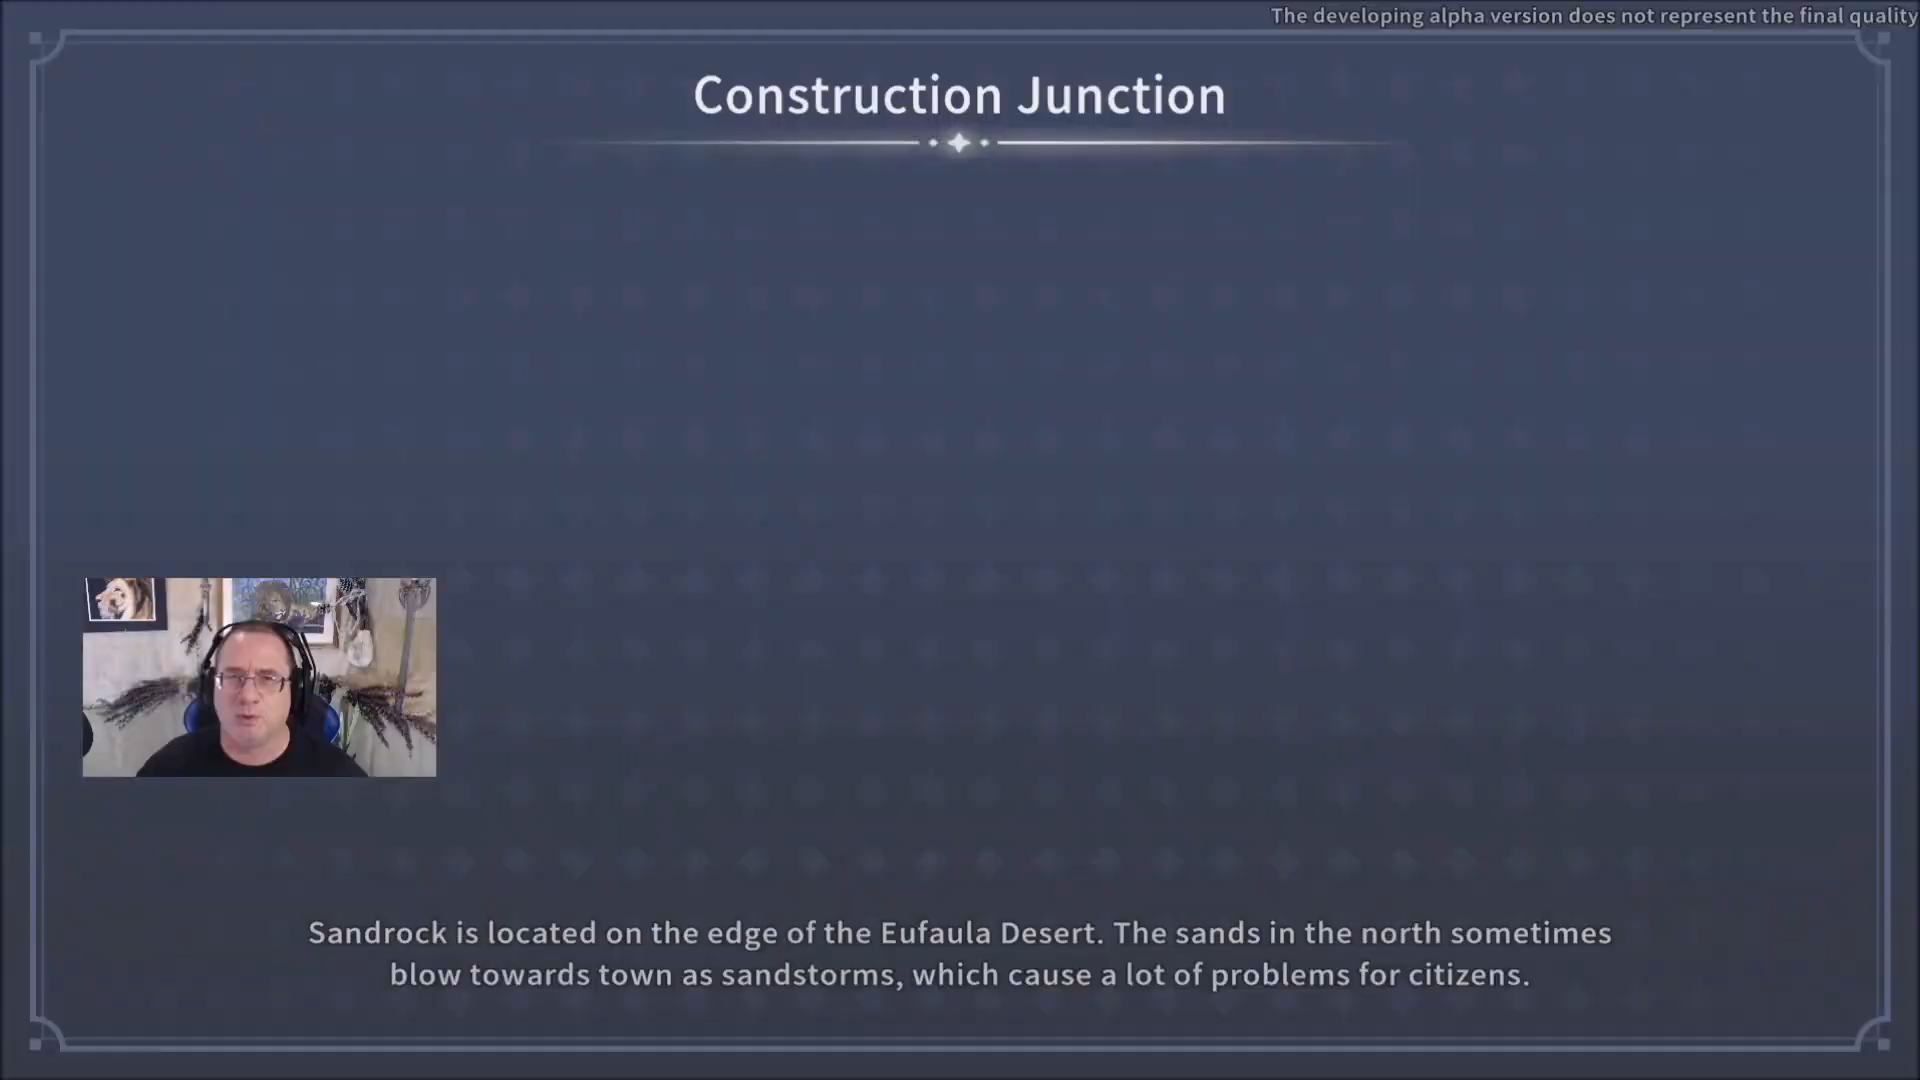 The developing alpha version does not represent the final quality
Construction Junction
Sandrock is located on the edge of the Eufaula Desert. The sands in the north sometimes
blow towards town as sandstorms, which cause a lot of problems for citizens.